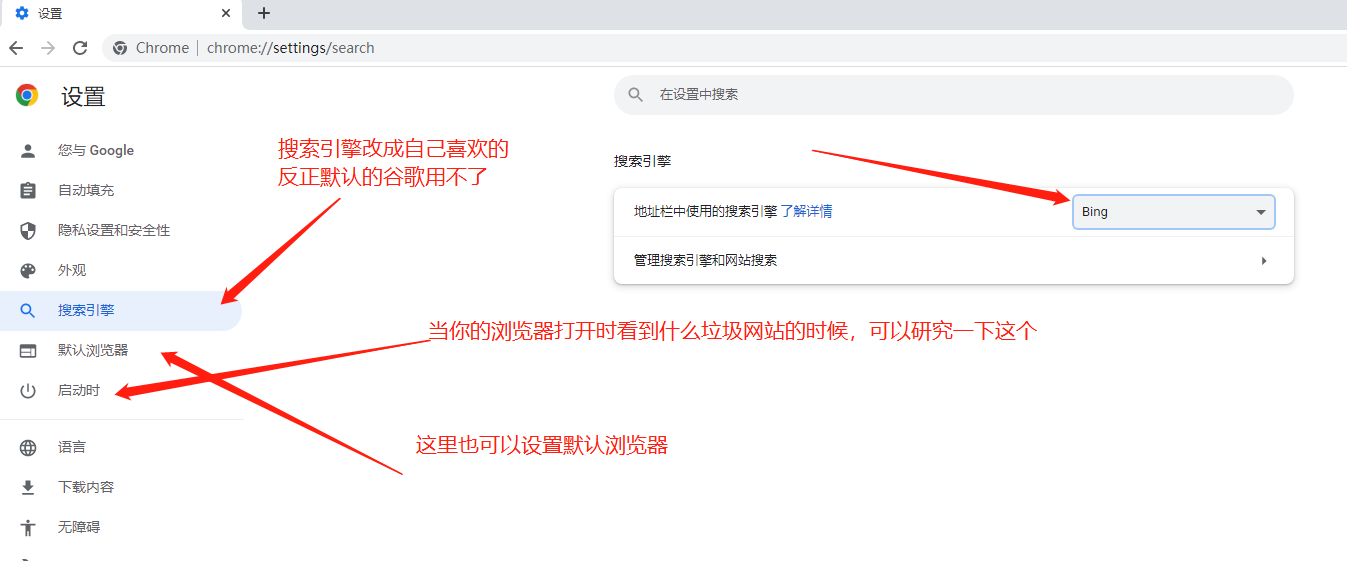 设置
Chrome | chrome://settings/search
设置
在设置中搜索
您与 Google
自动填充
隐私设置和安全性
外观
搜索引擎
默认浏览器
启动时
语言
下载内容
无障碍
搜索引擎改成自己喜欢的
反正默认的谷歌用不了
搜索引擎
地址栏中使用的搜索引擎 了解详情
Bing
管理搜索引擎和网站搜索
当你的浏览器打开时看到什么垃圾网站的时候，可以研究一下这个
这里也可以设置默认浏览器